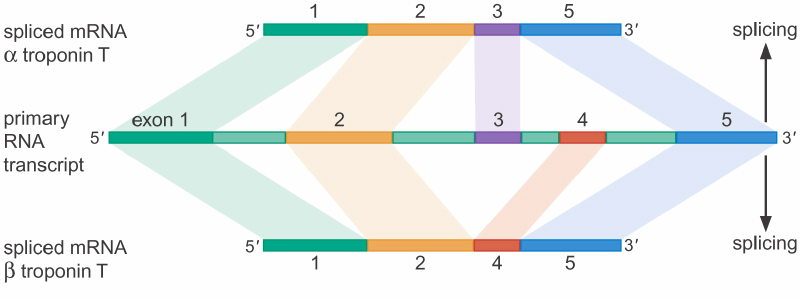 1 2 3 5
spliced mRNA 5′ 3′ splicing
α troponin T
primary exon 1 2 3 4 5
RNA 5′ 3′
transcript
spliced mRNA 5′ 3′ splicing
β troponin T 1 2 4 5